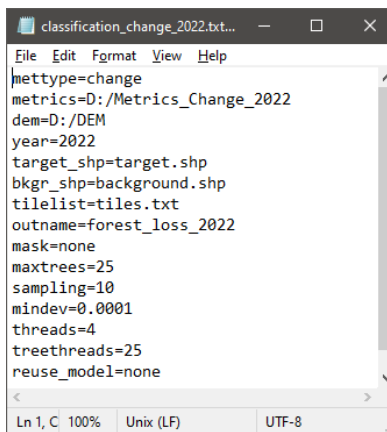 classification_change_2022.txt...
File Edit Format View Help
mettype=change
metrics=D:/Metrics_Change_2022
dem=D:/DEM
year=2022
target_shp=target.shp
bkgr_shp=background.shp
tilelist=tiles.txt
outname=forest_loss_2022
mask=none
maxtrees=25
sampling=10
mindev=0.0001
threads=4
treethreads=25
reuse_model=none
Ln 1, C 100% Unix (LF) UTF-8